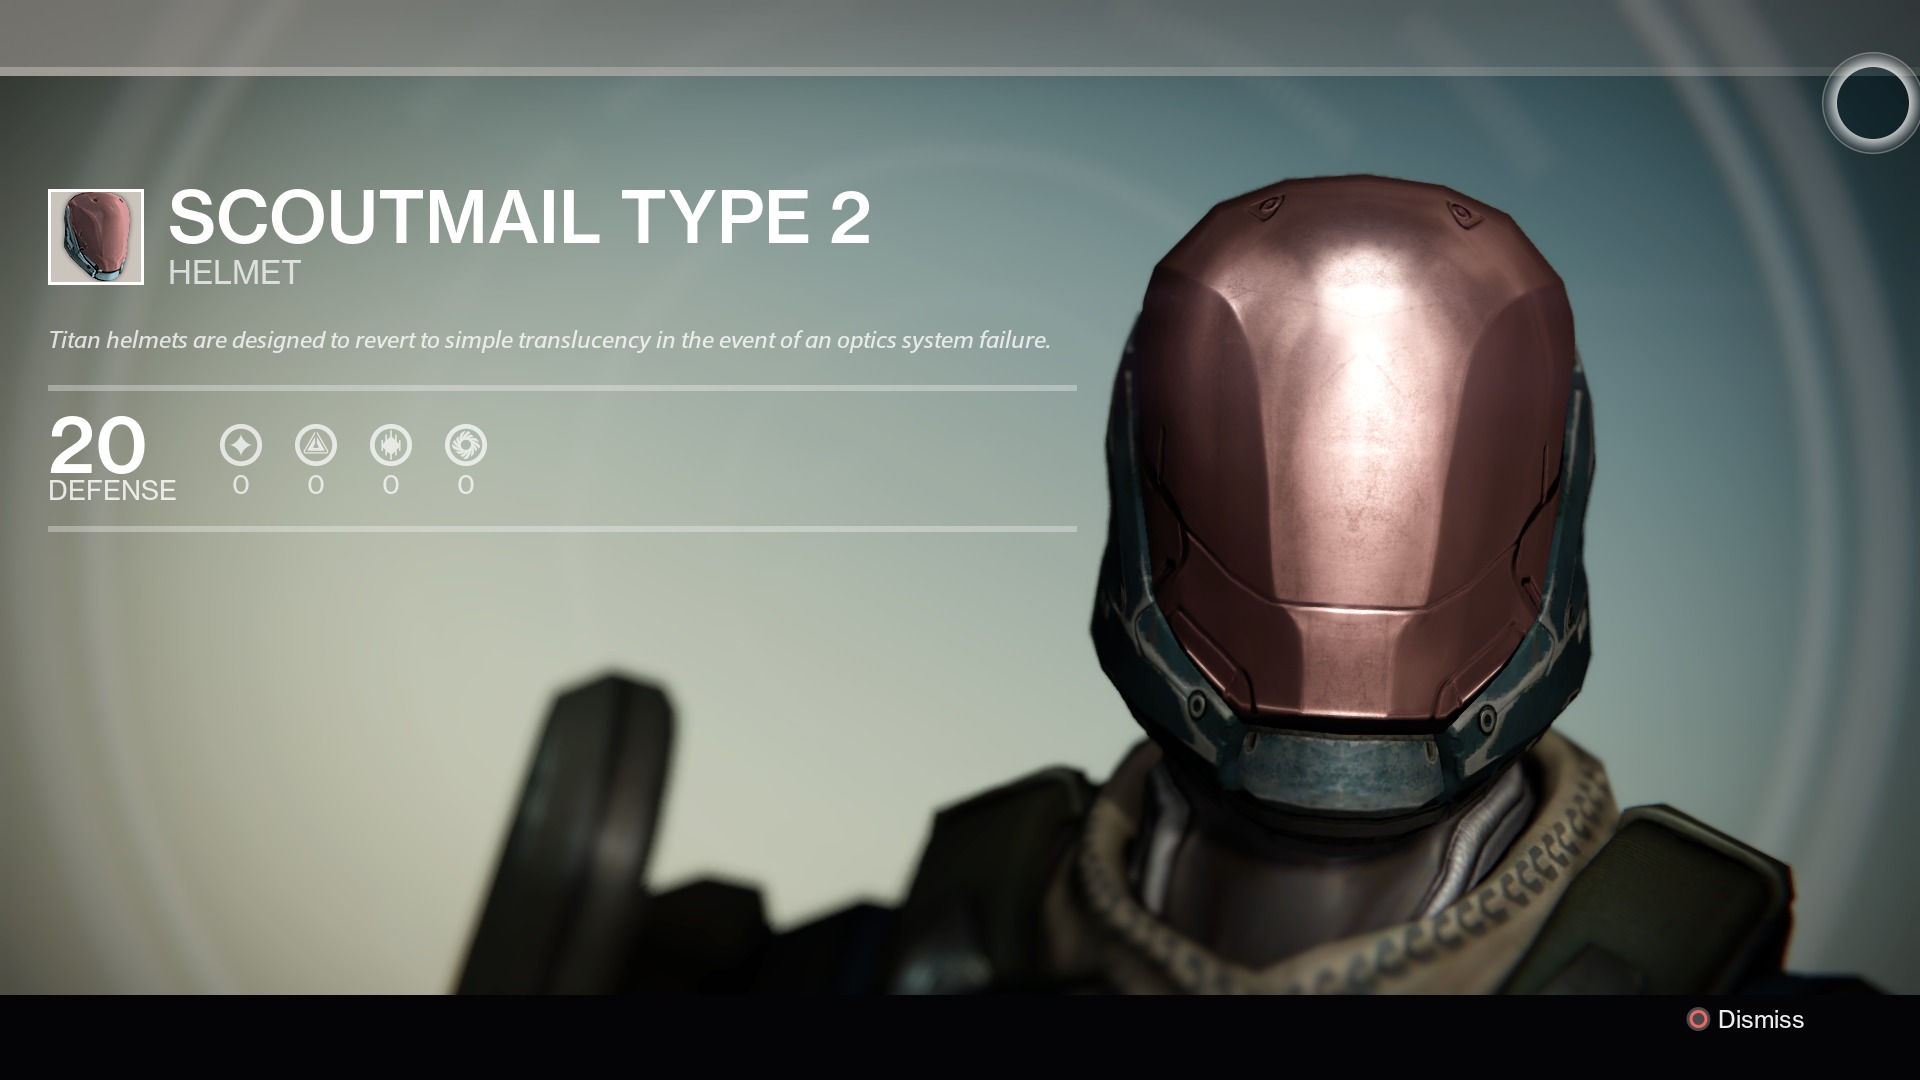 SCOUTMAIL TYPE 2
HELMET
Titan helmets are designed to revert to simple translucency in the event of an optics system failure.
20
DEFENSE
0 0 0 0
Dismiss